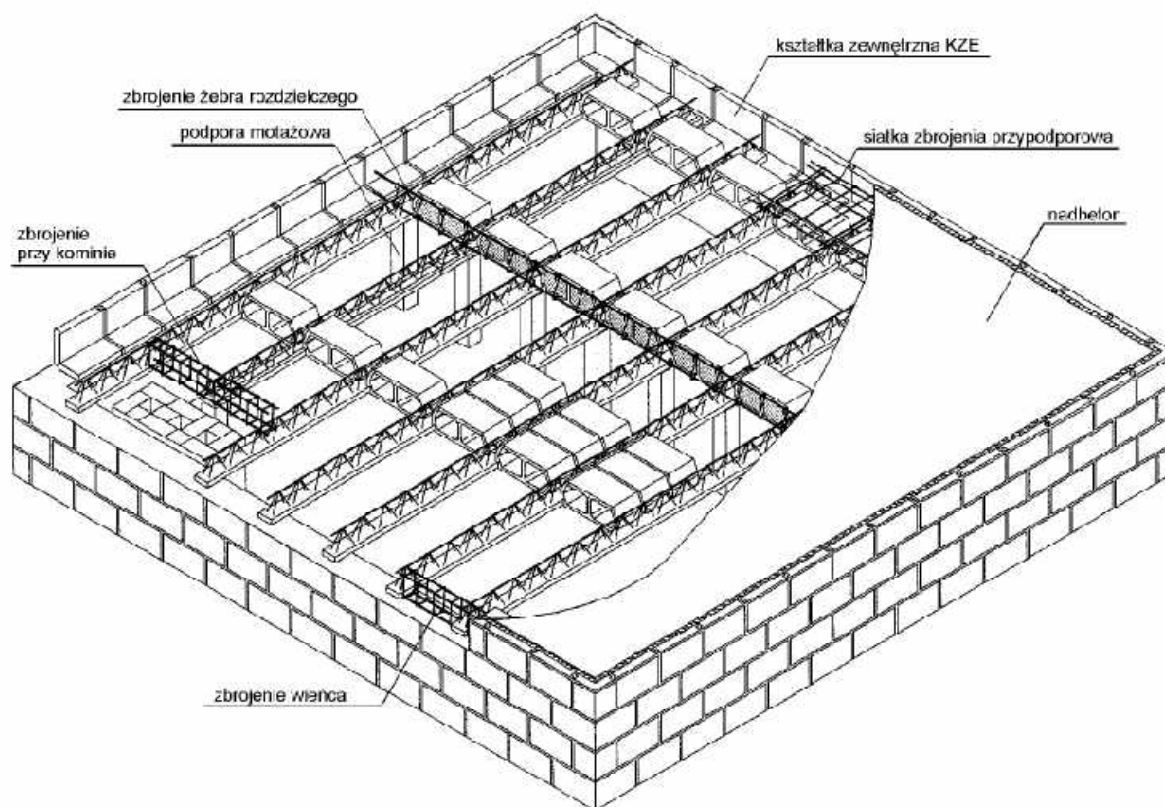 kształtka zewnętrzna KZE
zbrojenie żebra rozdzielczego
podpora motażowa
siatka zbrojenia przypodporowa
nadbeton
zbrojenie
przy kominie
zbrojenie wieńca